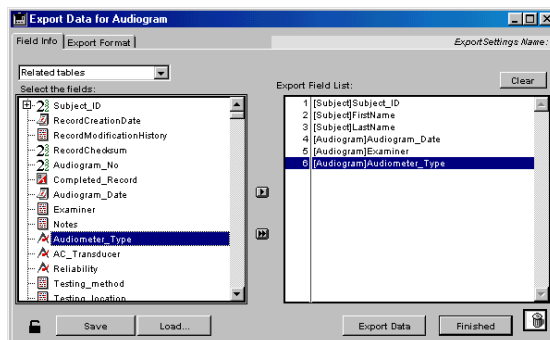 Export Data for Audiogram
Field Info
Export Format
ExportSettings Name:
Related tables
Select the fields:
Export Field List:
Clear
Subject_ID
RecordCreationDate
RecordModificationHistory
RecordChecksum
Audiogram_No
Completed_Record
Audiogram_Date
Examiner
Notes
Audiometer_Type
AC_Transducer
Reliability
Testing_method
Testing_location
1 [Subject]Subject_ID
2 [Subject]FirstName
3 [Subject]LastName
4 [Audiogram]Audiogram_Date
5 [Audiogram]Examiner
6 [Audiogram]Audiometer_Type
Save
Load...
Export Data
Finished